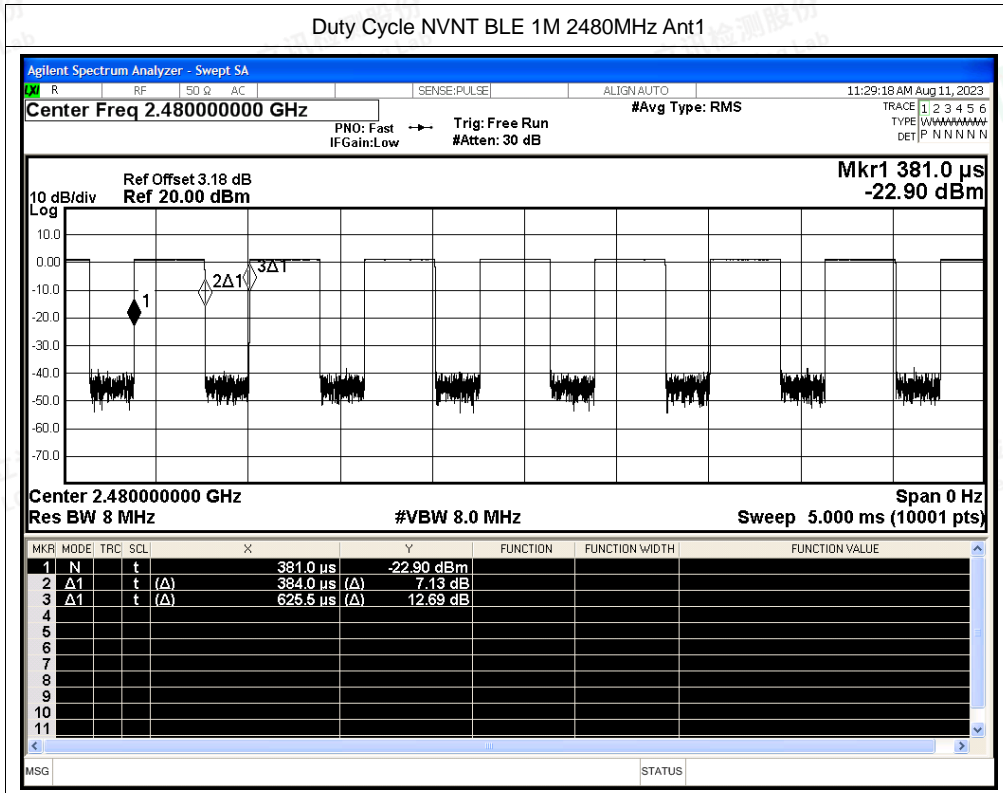 Duty Cycle NVNT BLE 1M 2480MHz Ant1
Agilent Spectrum Analyzer - Swept SA
LXI R RF 50 Ω AC SENSE:PULSE ALIGN AUTO 11:29:18 AM Aug 11, 2023
Center Freq 2.480000000 GHz #Avg Type: RMS TRACE 1 2 3 4 5 6
PNO: Fast Trig: Free Run TYPE
IFGain:Low #Atten: 30 dB DET P N N N N N
Mkr1 381.0 µs
Ref Offset 3.18 dB
10 dB/div Ref 20.00 dBm -22.90 dBm
Log
10.0
0.00
3Δ1
2Δ1
-10.0
1
-20.0
-30.0
-40.0
-50.0
-60.0
-70.0
Center 2.480000000 GHz Span 0 Hz
Res BW 8 MHz #VBW 8.0 MHz Sweep 5.000 ms (10001 pts)
MKR MODE TRC SCL X Y FUNCTION FUNCTION WIDTH FUNCTION VALUE
1 N t 381.0 µs -22.90 dBm
2 Δ1 t (Δ) 384.0 µs (Δ) 7.13 dB
3 Δ1 t (Δ) 625.5 µs (Δ) 12.69 dB
4
5
6
7
8
9
10
11
MSG STATUS